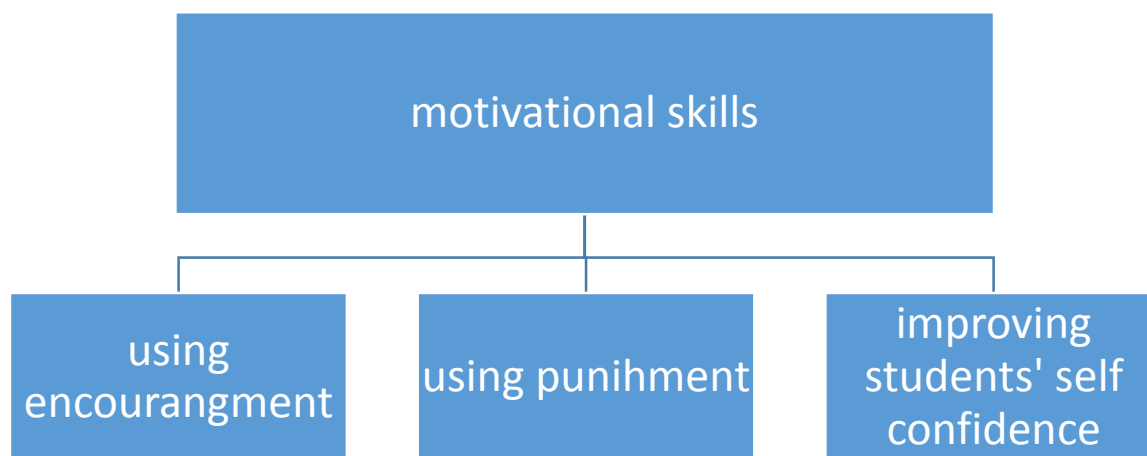 motivational skills
using
encourangment
using punihment
improving
students' self
confidence